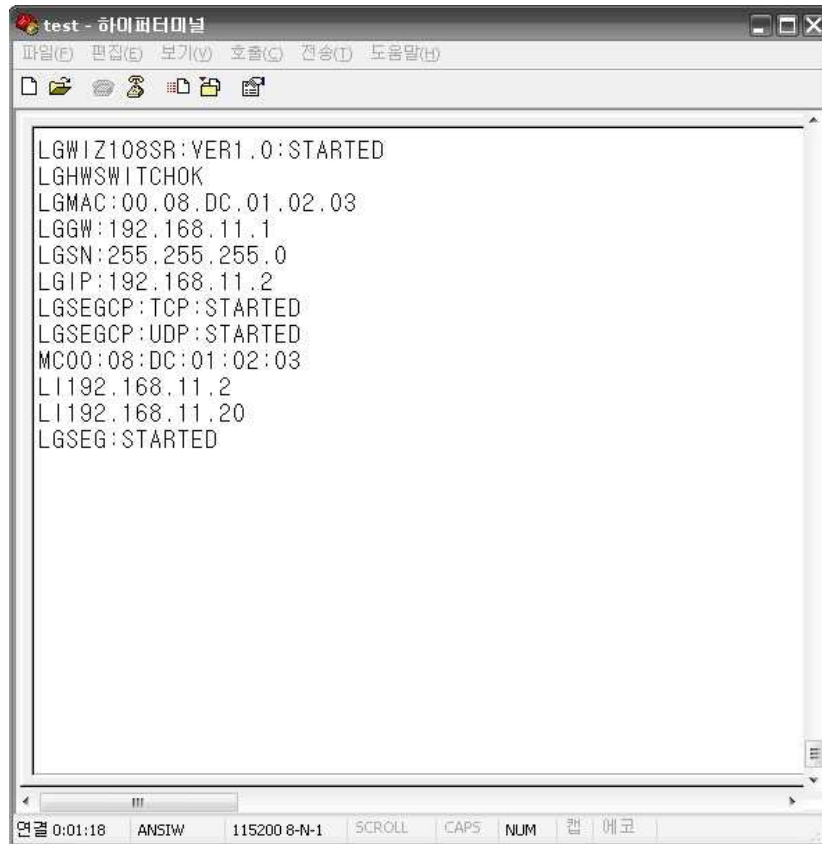 test - 하이퍼터미널
파일(F) 편집(E) 보기(V) 호출(C) 전송(T) 도움말(H)
LGWIZ108SR:VER1.0:STARTED
LGHWSWITCHOK
LGMAC:00.08.DC.01.02.03
LGGW:192.168.11.1
LGSN:255.255.255.0
LGIP:192.168.11.2
LGSEGCP:TCP:STARTED
LGSEGCP:UDP:STARTED
MC00:08:DC:01:02:03
LI192.168.11.2
LI192.168.11.20
LGSEG:STARTED
연결 0:01:18 ANSIW 115200 8-N-1 SCROLL CAPS NUM 캡 에코